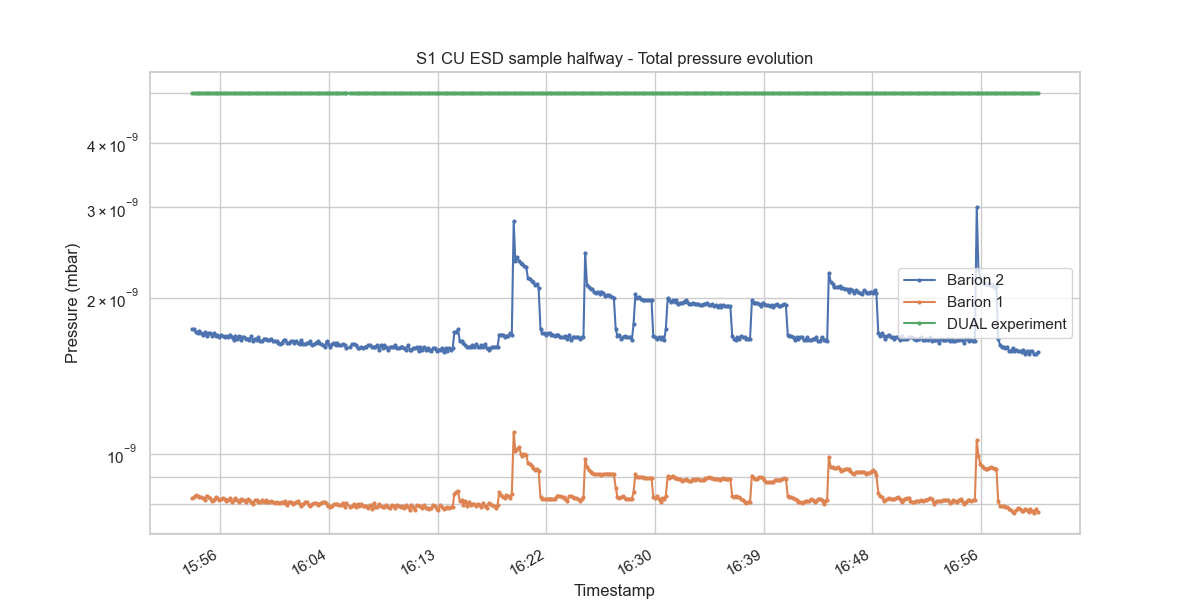 S1 CU ESD sample halfway - Total pressure evolution
Pressure (mbar)
4 × 10⁻⁹
3 × 10⁻⁹
2 × 10⁻⁹
10⁻⁹
Barion 2
Barion 1
DUAL experiment
15:56 16:04 16:13 16:22 16:30 16:39 16:48 16:56
Timestamp